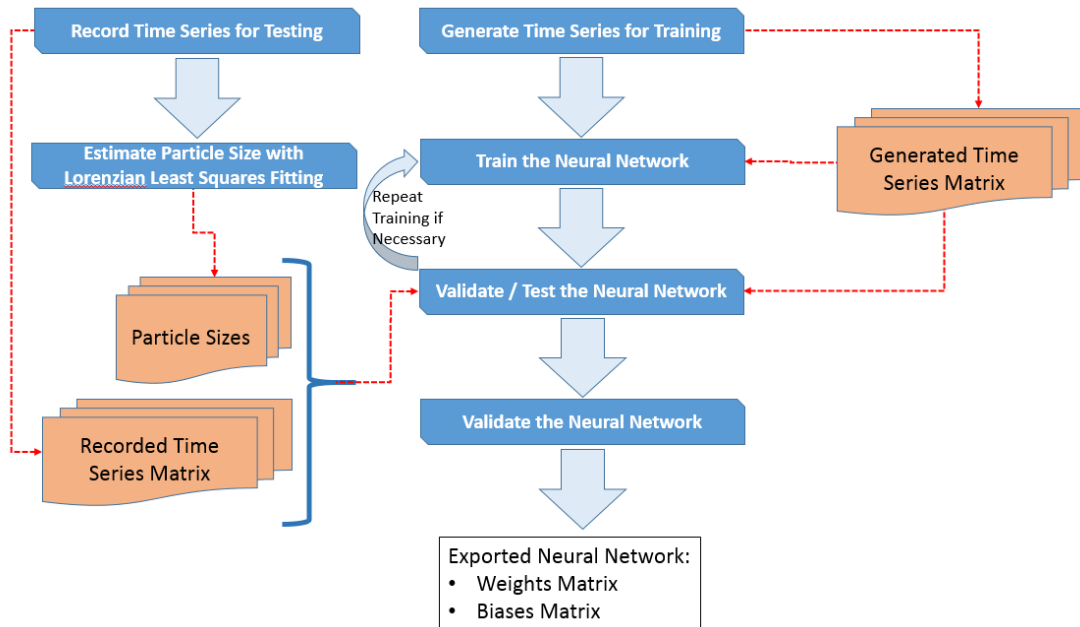 Record Time Series for Testing
Generate Time Series for Training
Estimate Particle Size with
Lorenzian Least Squares Fitting
Train the Neural Network
Generated Time
Series Matrix
Repeat
Training if
Necessary
Validate / Test the Neural Network
Particle Sizes
Validate the Neural Network
Recorded Time
Series Matrix
Exported Neural Network:
• Weights Matrix
• Biases Matrix